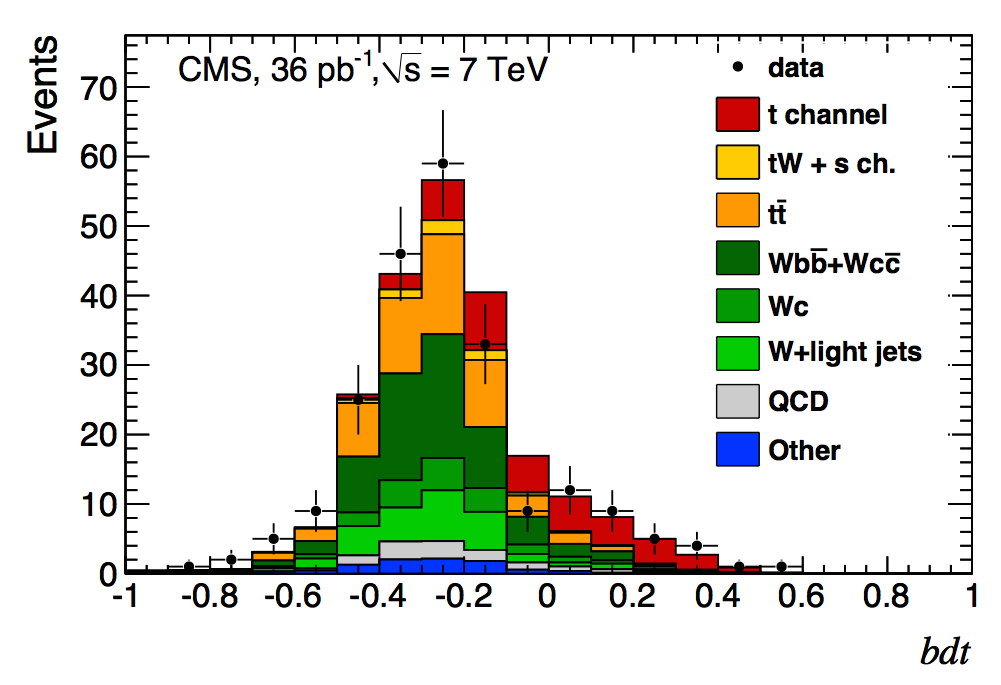 Events
CMS, 36 pb⁻¹, √s = 7 TeV
data
t channel
tW + s ch.
tt̄
Wbb̄+Wcc̄
Wc
W+light jets
QCD
Other
70
60
50
40
30
20
10
0
-1 -0.8 -0.6 -0.4 -0.2 0 0.2 0.4 0.6 0.8 1
bdt